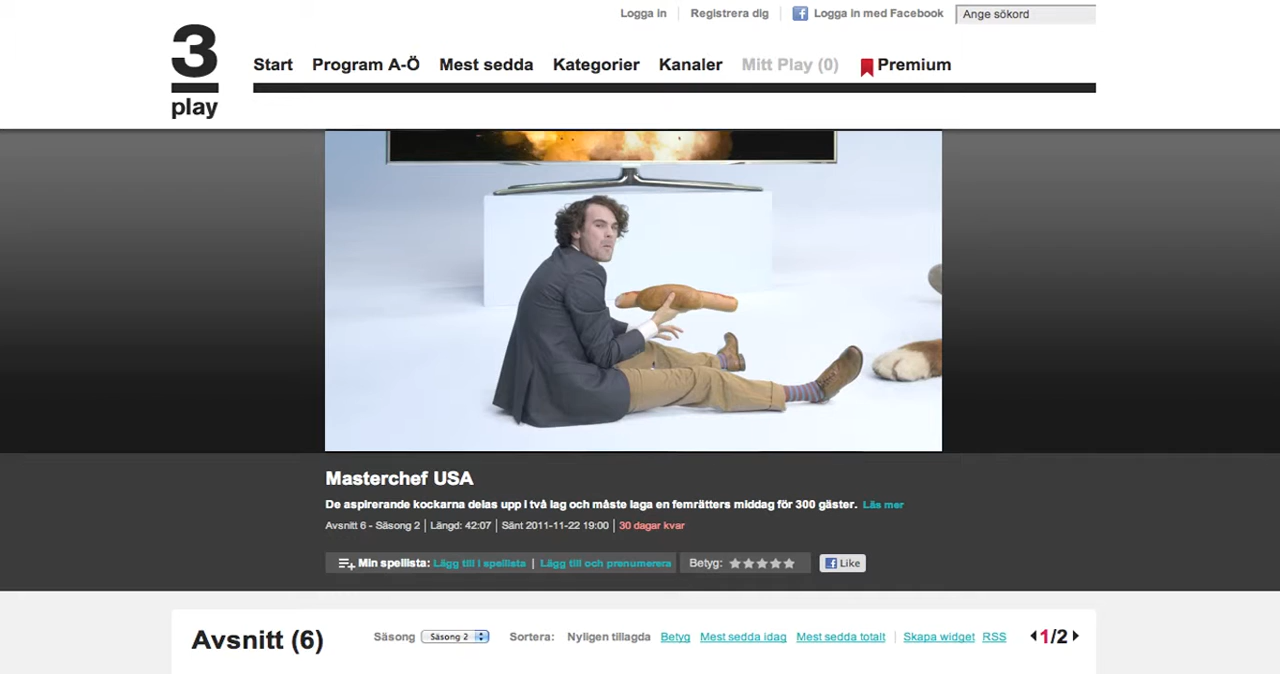 Logga in
Registrera dig
Logga in med Facebook
Ange sökord
3
play
Start
Program A-Ö
Mest sedda
Kategorier
Kanaler
Mitt Play (0)
Premium
Masterchef USA
De aspirerande kockarna delas upp i två lag och måste laga en femrätters middag för 300 gäster. Läs mer
Avsnitt 6 - Säsong 2 | Längd: 42:07 | Sänt 2011-11-22 19:00 | 30 dagar kvar
Min spellista: Lägg till i spellista | Lägg till och prenumerera
Betyg:
Like
Avsnitt (6)
Säsong
Säsong 2
Sortera:
Nyligen tillagda
Betyg
Mest sedda idag
Mest sedda totalt
Skapa widget
RSS
1/2